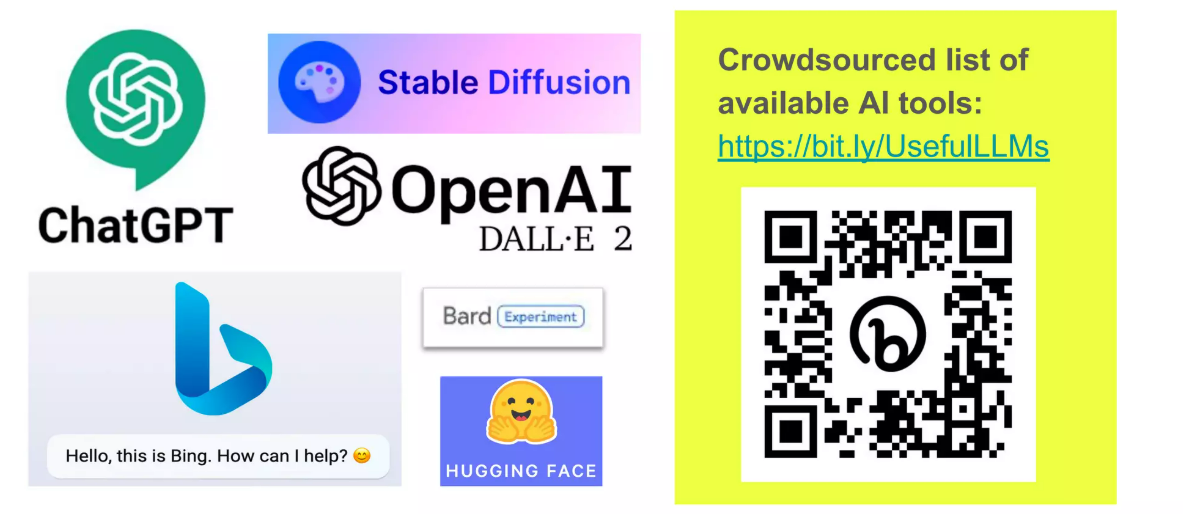 ChatGPT
Stable Diffusion
OpenAI
DALL·E 2
Hello, this is Bing. How can I help? 😊
Bard Experiment
HUGGING FACE
Crowdsourced list of
available AI tools:
https://bit.ly/UsefulLLMs